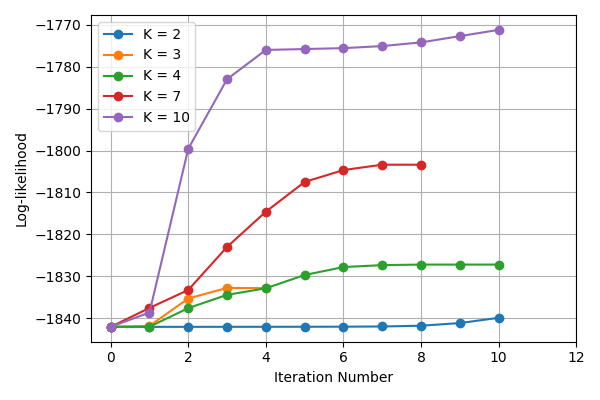 −1770
−1780
−1790
−1800
−1810
−1820
−1830
−1840
Log-likelihood
K = 2
K = 3
K = 4
K = 7
K = 10
0 2 4 6 8 10 12
Iteration Number